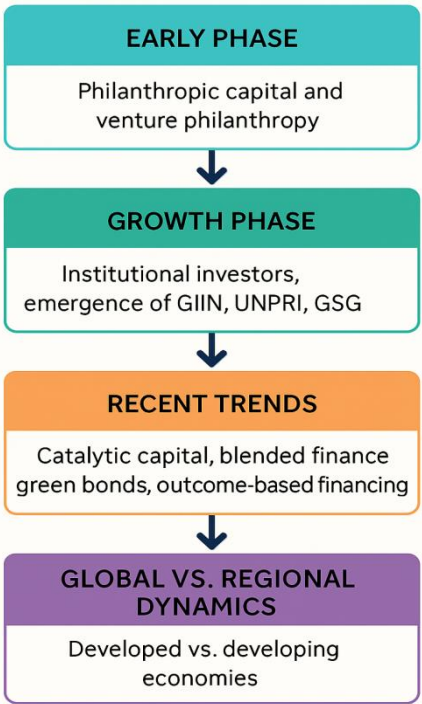 EARLY PHASE
Philanthropic capital and
venture philanthropy
GROWTH PHASE
Institutional investors,
emergence of GIIN, UNPRI, GSG
RECENT TRENDS
Catalytic capital, blended finance
green bonds, outcome-based financing
GLOBAL VS. REGIONAL
DYNAMICS
Developed vs. developing
economies